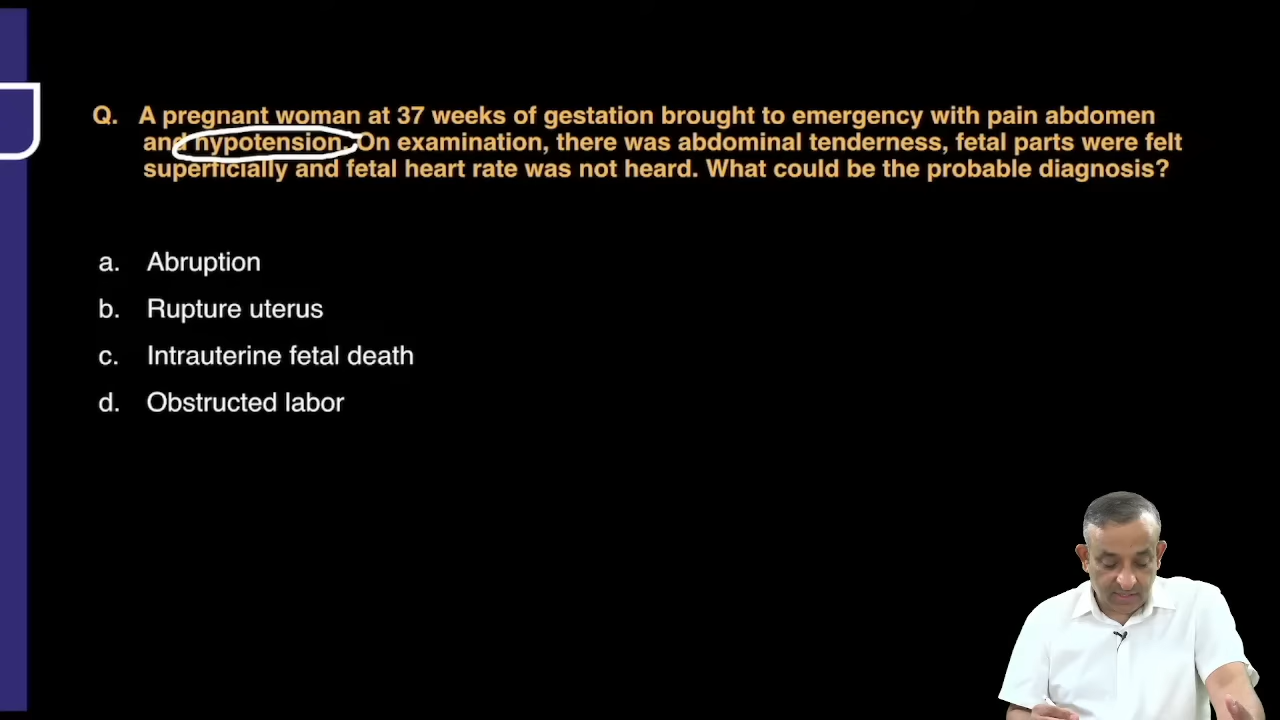 Q. A pregnant woman at 37 weeks of gestation brought to emergency with pain abdomen
and hypotension. On examination, there was abdominal tenderness, fetal parts were felt
superficially and fetal heart rate was not heard. What could be the probable diagnosis?
a. Abruption
b. Rupture uterus
c. Intrauterine fetal death
d. Obstructed labor